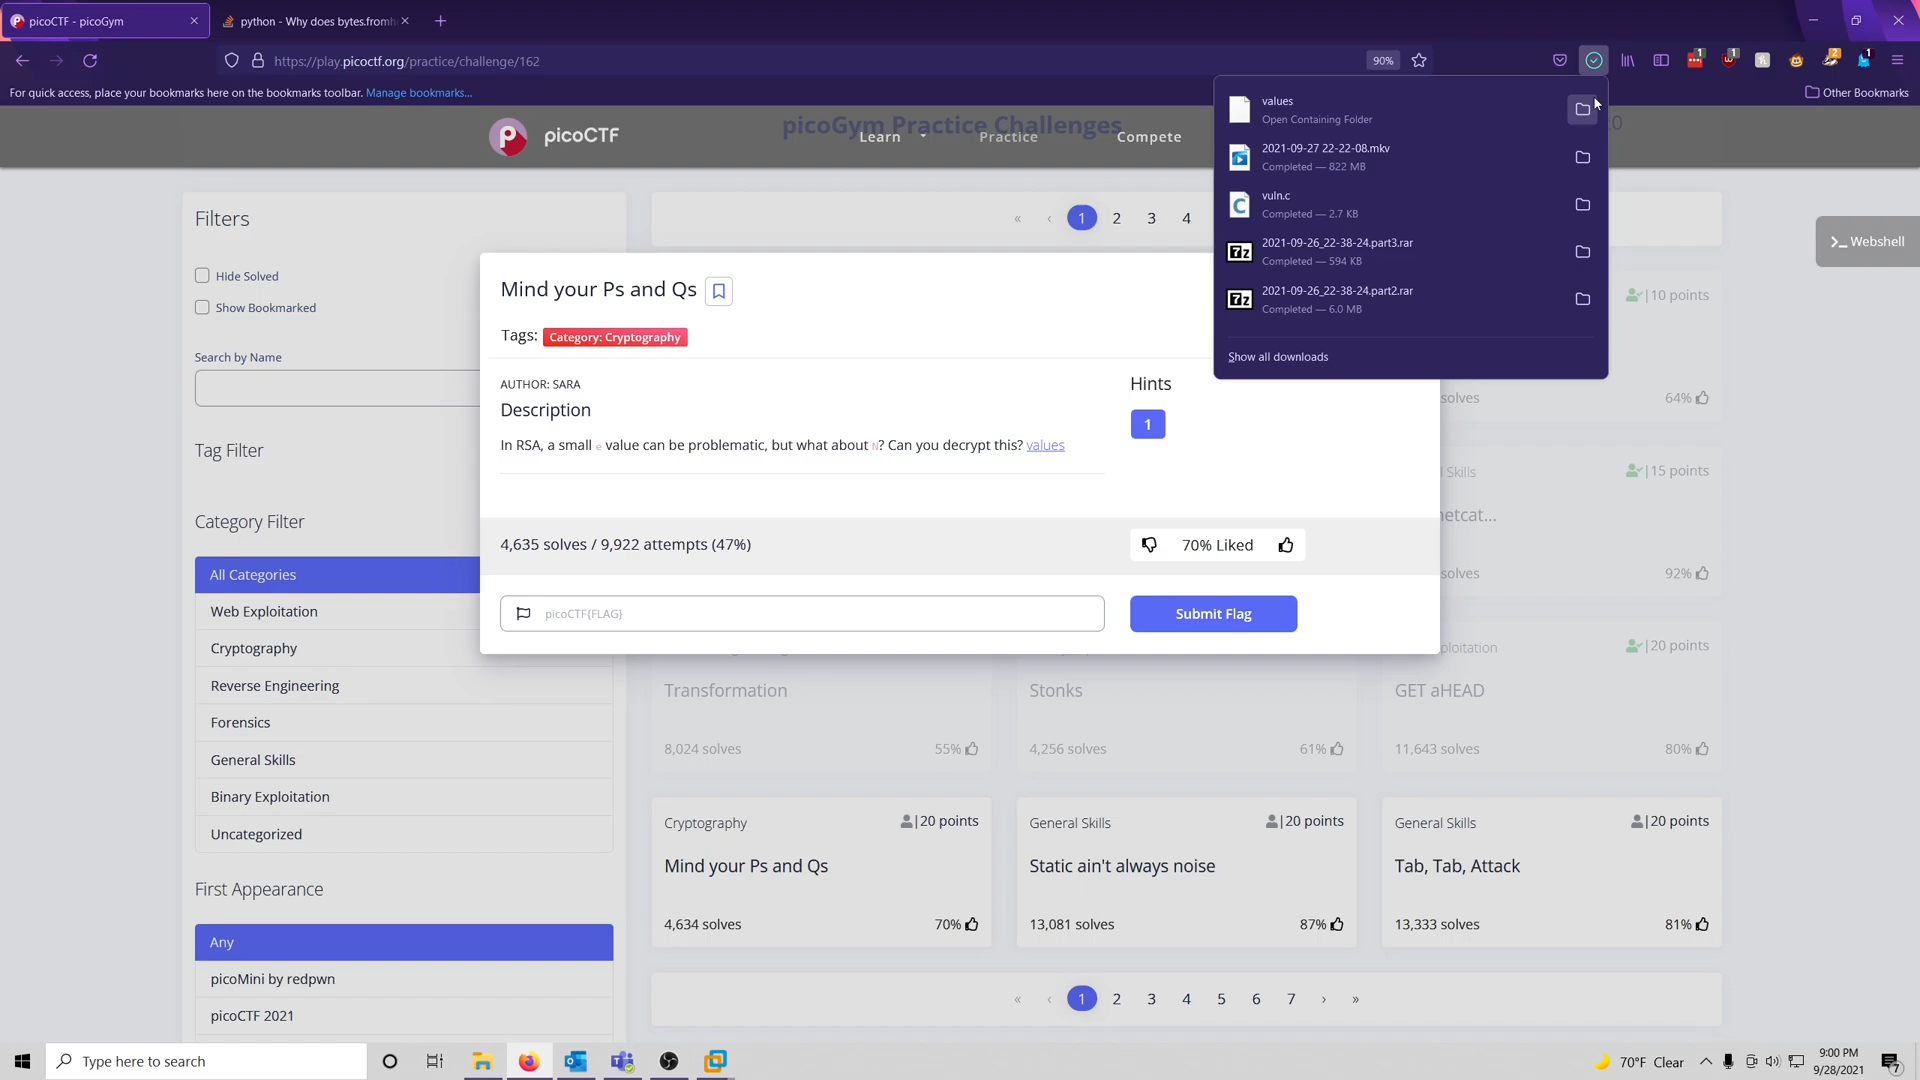 picoCTF - picoGym
python - Why does bytes.fromh
https://play.picoctf.org/practice/challenge/162
90%
1
1
2
1
For quick access, place your bookmarks here on the bookmarks toolbar. Manage bookmarks...
Other Bookmarks
picoCTF
picoGym Practice Challenges
Learn
Practice
Compete
values
Open Containing Folder
2021-09-27 22-22-08.mkv
Completed — 822 MB
vuln.c
Completed — 2.7 KB
2021-09-26_22-38-24.part3.rar
Completed — 594 KB
2021-09-26_22-38-24.part2.rar
Completed — 6.0 MB
Show all downloads
Webshell
Filters
Hide Solved
Show Bookmarked
Search by Name
Tag Filter
Category Filter
All Categories
Web Exploitation
Cryptography
Reverse Engineering
Forensics
General Skills
Binary Exploitation
Uncategorized
First Appearance
Any
picoMini by redpwn
picoCTF 2021
« ‹ 1 2 3 4
Mind your Ps and Qs
Tags: Category: Cryptography
AUTHOR: SARA
Description
In RSA, a small e value can be problematic, but what about N? Can you decrypt this? values
Hints
1
4,635 solves / 9,922 attempts (47%)
70% Liked
picoCTF{FLAG}
Submit Flag
|10 points
solves
64%
Skills
|15 points
netcat...
solves
92%
ploitation
|20 points
Transformation
8,024 solves
55%
Stonks
4,256 solves
61%
GET aHEAD
11,643 solves
80%
Cryptography
|20 points
Mind your Ps and Qs
4,634 solves
70%
General Skills
|20 points
Static ain't always noise
13,081 solves
87%
General Skills
|20 points
Tab, Tab, Attack
13,333 solves
81%
« ‹ 1 2 3 4 5 6 7 › »
Type here to search
70°F Clear
9:00 PM
9/28/2021
7